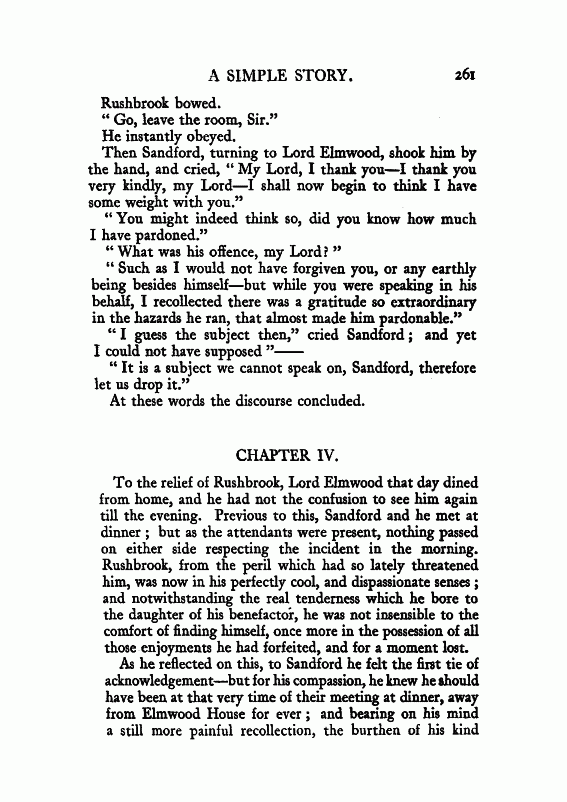 A SIMPLE STORY. 261
Rushbrook bowed.
“ Go, leave the room, Sir.”
He instantly obeyed.
Then Sandford, turning to Lord Elmwood, shook him by
the hand, and cried, “ My Lord, I thank you—I thank you
very kindly, my Lord—I shall now begin to think I have
some weight with you.”
“ You might indeed think so, did you know how much
I have pardoned.”
“ What was his offence, my Lord? ”
“ Such as I would not have forgiven you, or any earthly
being besides himself—but while you were speaking in his
behalf, I recollected there was a gratitude so extraordinary
in the hazards he ran, that almost made him pardonable.”
“ I guess the subject then,” cried Sandford ; and yet
I could not have supposed ”——
“ It is a subject we cannot speak on, Sandford, therefore
let us drop it.”
At these words the discourse concluded.
CHAPTER IV.
To the relief of Rushbrook, Lord Elmwood that day dined
from home, and he had not the confusion to see him again
till the evening. Previous to this, Sandford and he met at
dinner ; but as the attendants were present, nothing passed
on either side respecting the incident in the morning.
Rushbrook, from the peril which had so lately threatened
him, was now in his perfectly cool, and dispassionate senses ;
and notwithstanding the real tenderness which he bore to
the daughter of his benefactor, he was not insensible to the
comfort of finding himself, once more in the possession of all
those enjoyments he had forfeited, and for a moment lost.
As he reflected on this, to Sandford he felt the first tie of
acknowledgement—but for his compassion, he knew he should
have been at that very time of their meeting at dinner, away
from Elmwood House for ever ; and bearing on his mind
a still more painful recollection, the burthen of his kind